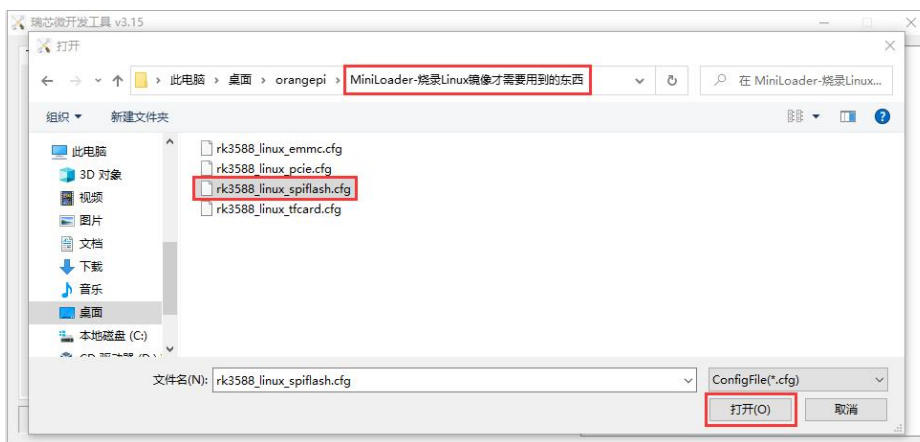 瑞芯微开发工具 v3.15
打开
此电脑 › 桌面 › orangepi › MiniLoader-烧录Linux镜像才需要用到的东西
在 MiniLoader-烧录Linux...
组织 新建文件夹
此电脑
3D 对象
视频
图片
文档
下载
音乐
桌面
本地磁盘 (C:)
rk3588_linux_emmc.cfg
rk3588_linux_pcie.cfg
rk3588_linux_spiflash.cfg
rk3588_linux_tfcard.cfg
文件名(N): rk3588_linux_spiflash.cfg
ConfigFile(*.cfg)
打开(O) 取消